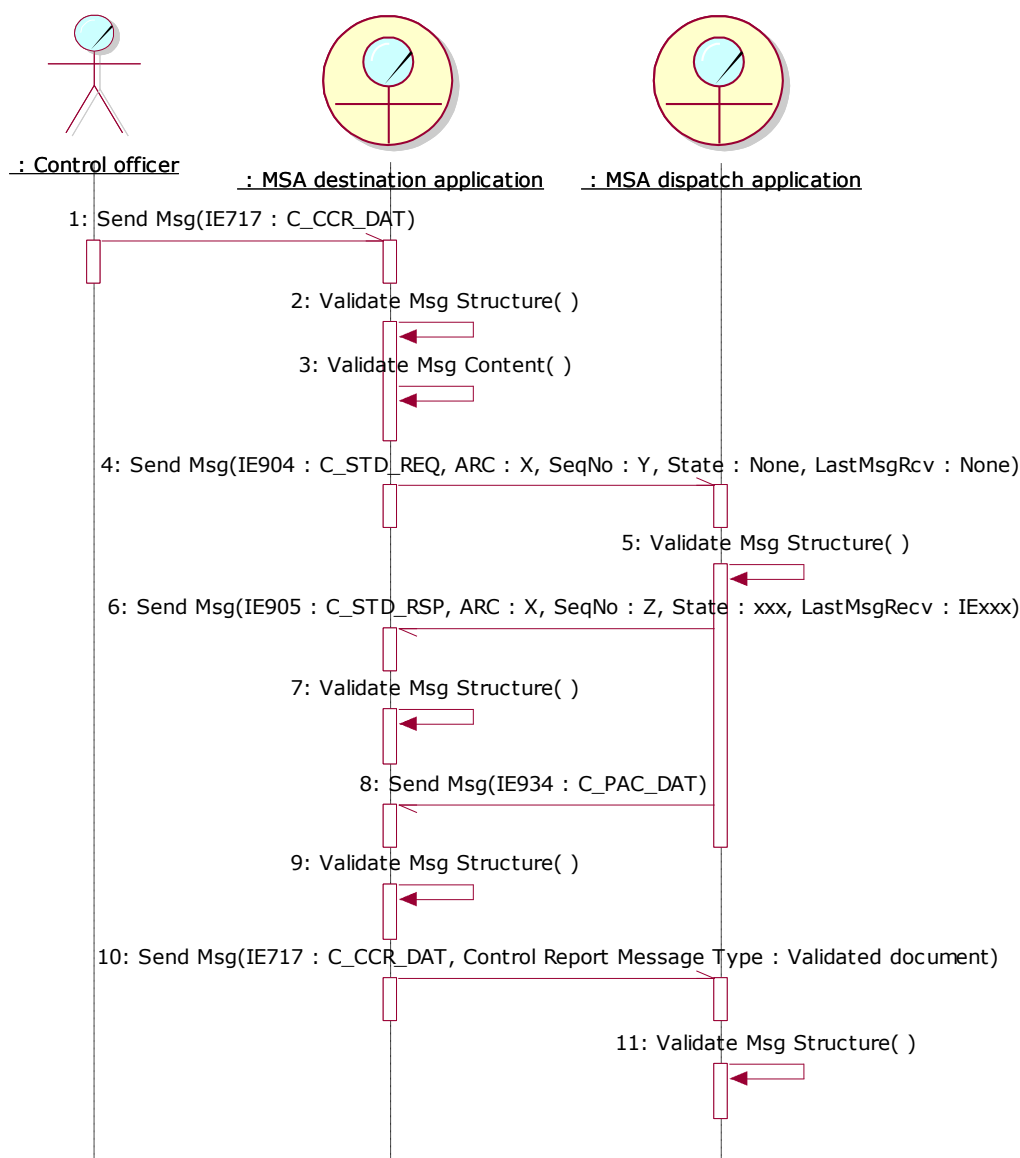 : Control officer
: MSA destination application
: MSA dispatch application
1: Send Msg(IE717 : C_CCR_DAT)
2: Validate Msg Structure( )
3: Validate Msg Content( )
4: Send Msg(IE904 : C_STD_REQ, ARC : X, SeqNo : Y, State : None, LastMsgRcv : None)
5: Validate Msg Structure( )
6: Send Msg(IE905 : C_STD_RSP, ARC : X, SeqNo : Z, State : xxx, LastMsgRecv : IExxx)
7: Validate Msg Structure( )
8: Send Msg(IE934 : C_PAC_DAT)
9: Validate Msg Structure( )
10: Send Msg(IE717 : C_CCR_DAT, Control Report Message Type : Validated document)
11: Validate Msg Structure( )